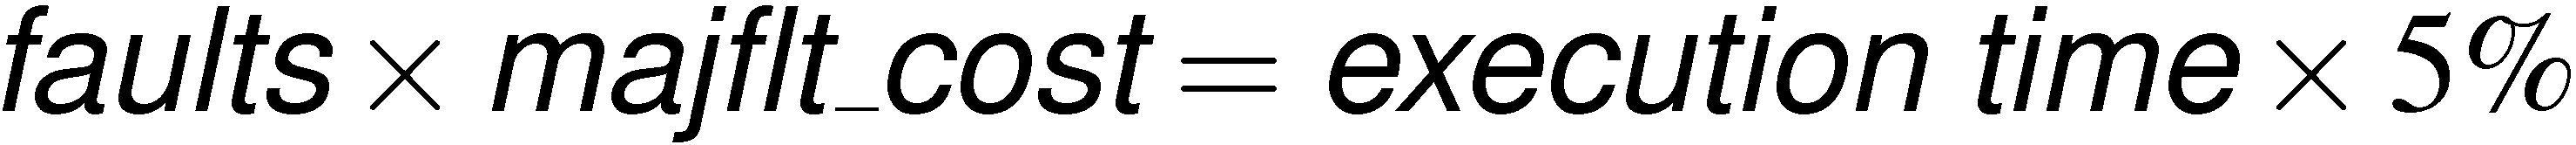 faults × majflt_cost = execution time × 5%